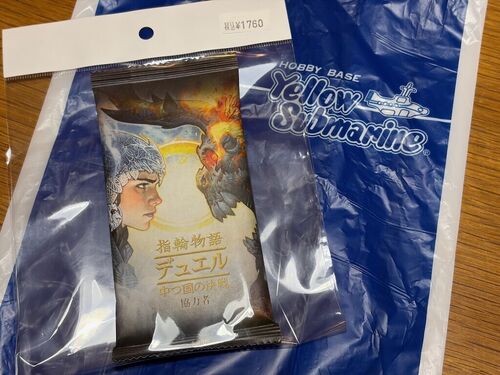 税込¥1760
HOBBY BASE
Yellow
Submarine®
指輪物語
デュエル
中つ国の決戦
協力者